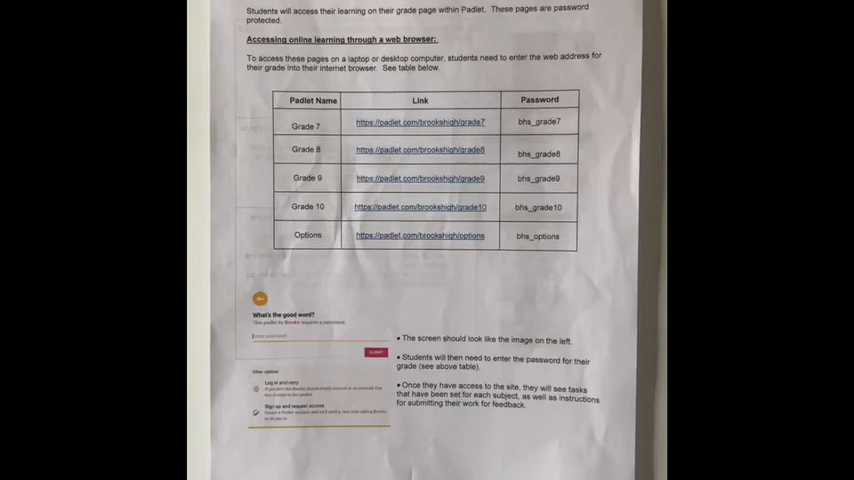 Students will access their learning on their grade page within Padlet. These pages are password
protected.
Accessing online learning through a web browser:
To access these pages on a laptop or desktop computer, students need to enter the web address for
their grade into their internet browser. See table below.
Padlet Name Link Password
Grade 7 https://padlet.com/brookshigh/grade7 bhs_grade7
Grade 8 https://padlet.com/brookshigh/grade8 bhs_grade8
Grade 9 https://padlet.com/brookshigh/grade9 bhs_grade9
Grade 10 https://padlet.com/brookshigh/grade10 bhs_grade10
Options https://padlet.com/brookshigh/options bhs_options
What's the good word?
This padlet by Brooks requires a password.
Enter password
SUBMIT
Other options
Log in and retry
Sign up and request access
• The screen should look like the image on the left.
• Students will then need to enter the password for their
grade (see above table).
• Once they have access to the site, they will see tasks
that have been set for each subject, as well as instructions
for submitting their work for feedback.